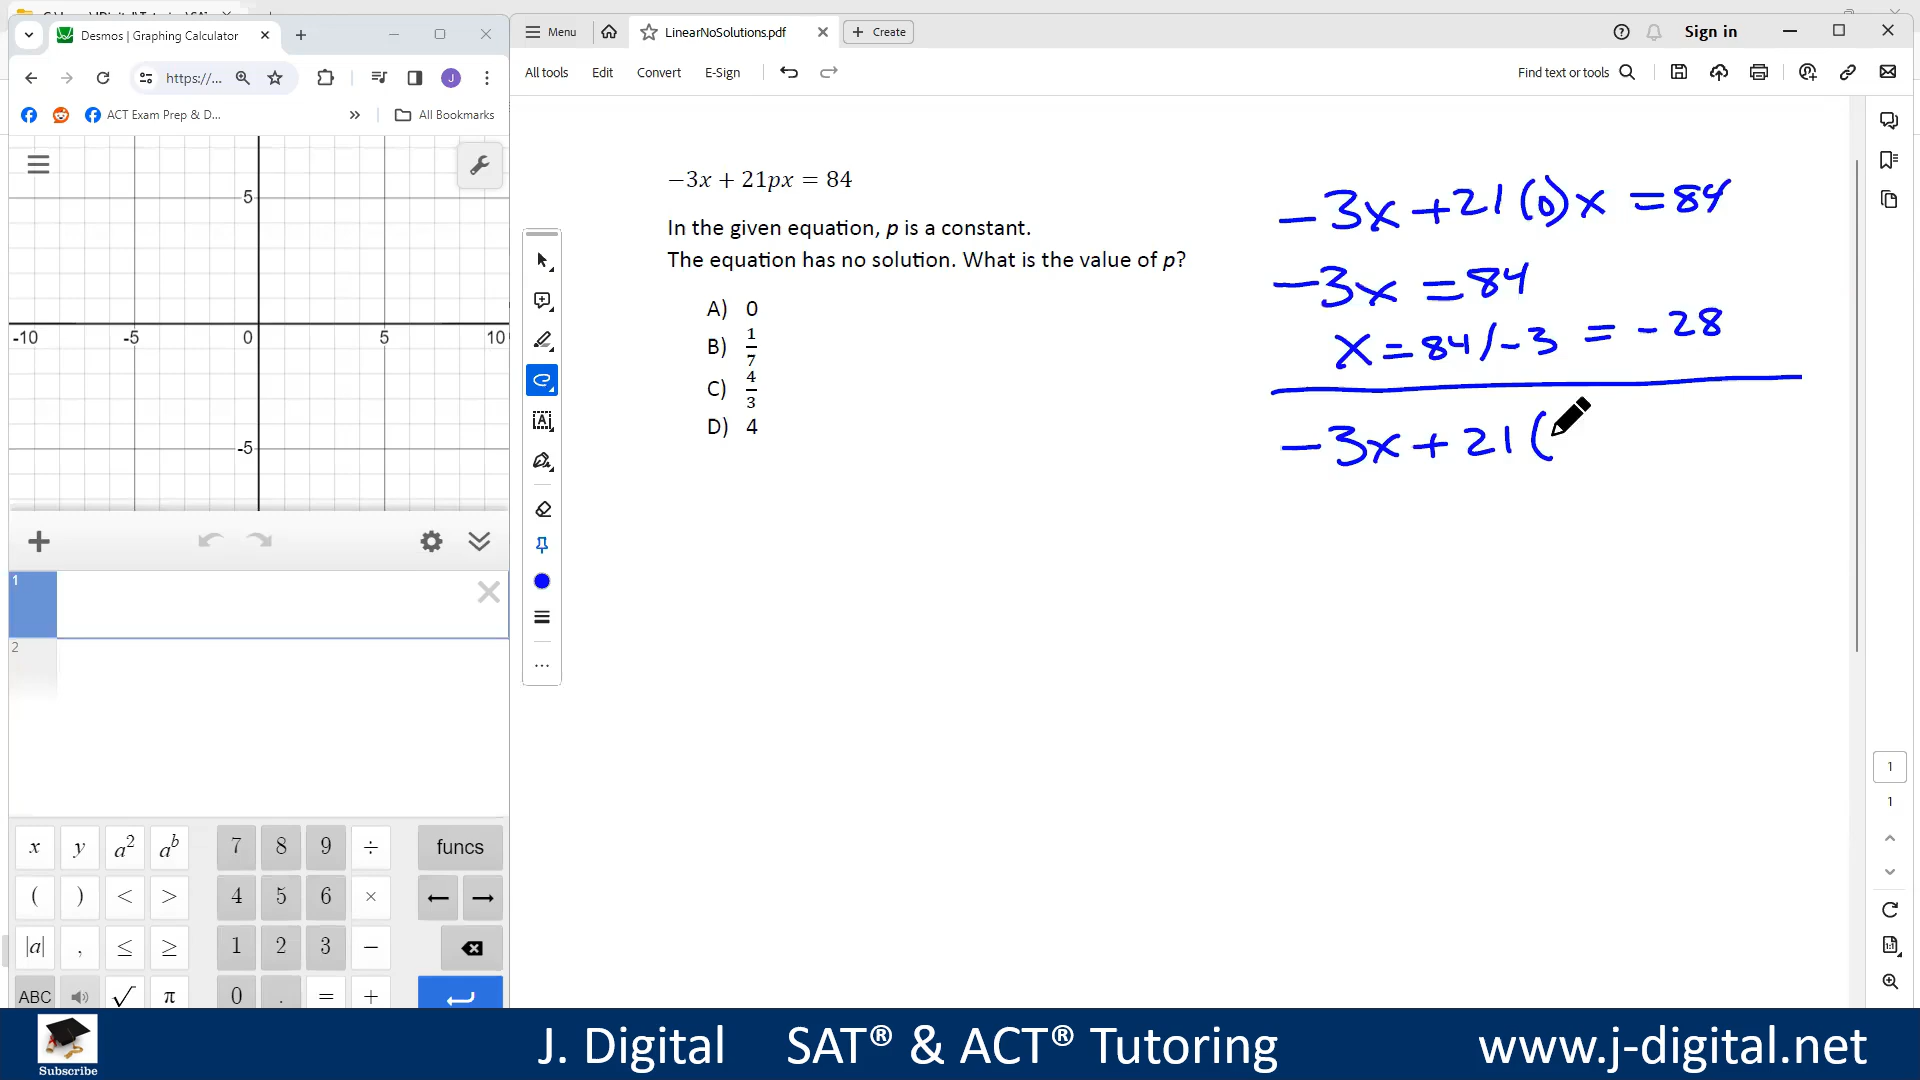 Desmos | Graphing Calculator
https://...
ACT Exam Prep & D...
All Bookmarks
5
-10 -5 0 5 10
-5
1
2
x y a² aᵇ 7 8 9 ÷ funcs
( ) < > 4 5 6 ×
|a| , ≤ ≥ 1 2 3 −
ABC √ π 0 . = +
Menu LinearNoSolutions.pdf Create Sign in
All tools Edit Convert E-Sign Find text or tools
−3x + 21px = 84
In the given equation, p is a constant.
The equation has no solution. What is the value of p?
A) 0
B) 1/7
C) 4/3
D) 4
−3x + 21(0)x = 84
−3x = 84
x = 84/−3 = −28
−3x + 21(
1
1
Subscribe
J. Digital SAT® & ACT® Tutoring www.j-digital.net